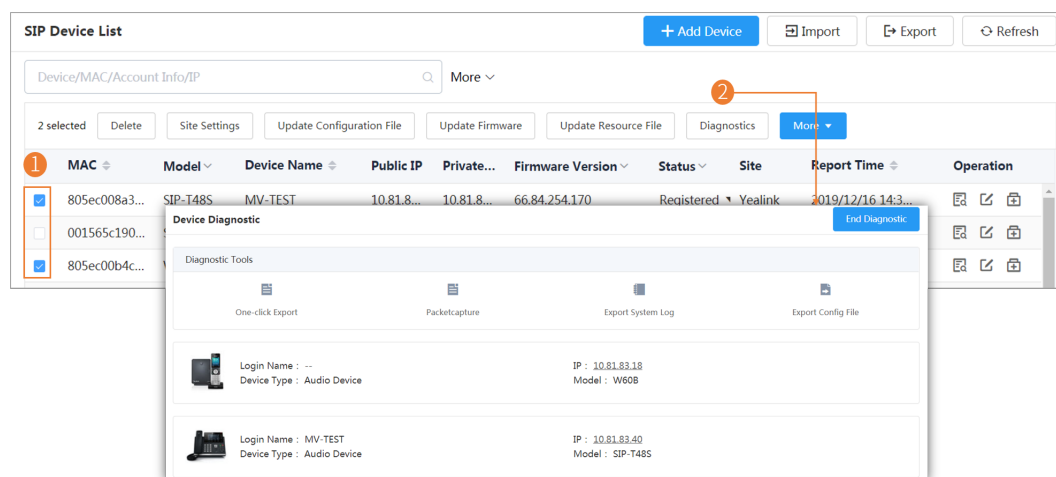 SIP Device List
Add Device
Import
Export
Refresh
Device/MAC/Account Info/IP
More
2
2 selected Delete Site Settings Update Configuration File Update Firmware Update Resource File Diagnostics More
1
MAC Model Device Name Public IP Private... Firmware Version Status Site Report Time Operation
805ec008a3... SIP-T48S MV-TEST 10.81.8... 10.81.8... 66.84.254.170 Registered Yealink 2019/12/16 14:3...
001565c190...
805ec00b4c...
Device Diagnostic
End Diagnostic
Diagnostic Tools
One-click Export Packetcapture Export System Log Export Config File
Login Name : -- IP : 10.81.83.18
Device Type : Audio Device Model : W60B
Login Name : MV-TEST IP : 10.81.83.40
Device Type : Audio Device Model : SIP-T48S